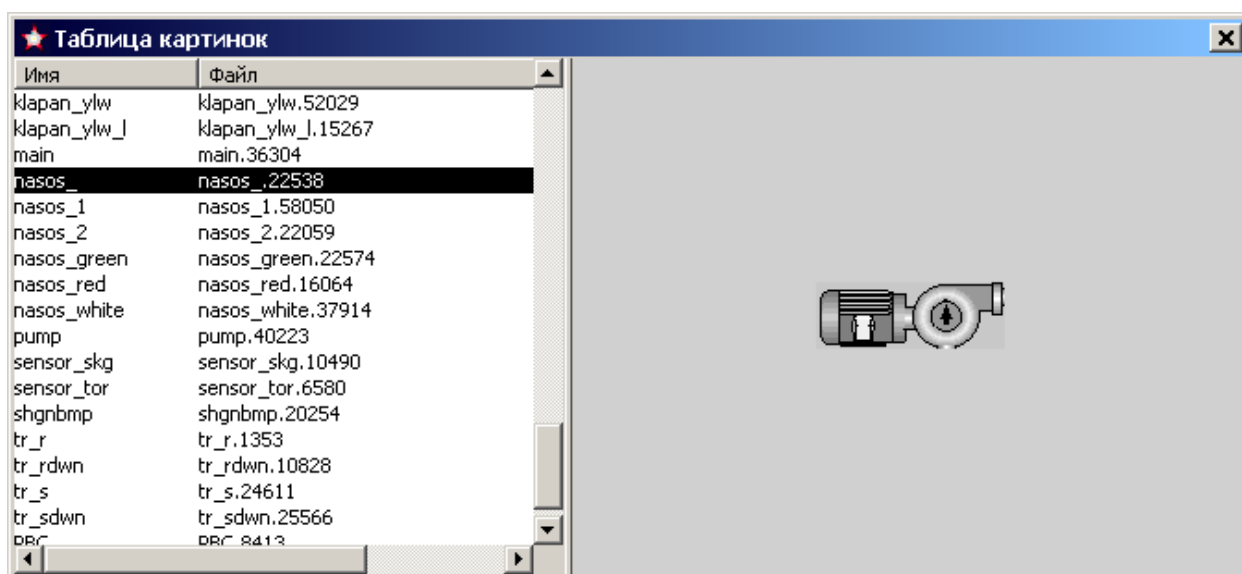 Таблица картинок
Имя Файл
klapan_ylw klapan_ylw.52029
klapan_ylw_l klapan_ylw_l.15267
main main.36304
nasos_ nasos_.22538
nasos_1 nasos_1.58050
nasos_2 nasos_2.22059
nasos_green nasos_green.22574
nasos_red nasos_red.16064
nasos_white nasos_white.37914
pump pump.40223
sensor_skg sensor_skg.10490
sensor_tor sensor_tor.6580
shgnbmp shgnbmp.20254
tr_r tr_r.1353
tr_rdwn tr_rdwn.10828
tr_s tr_s.24611
tr_sdwn tr_sdwn.25566